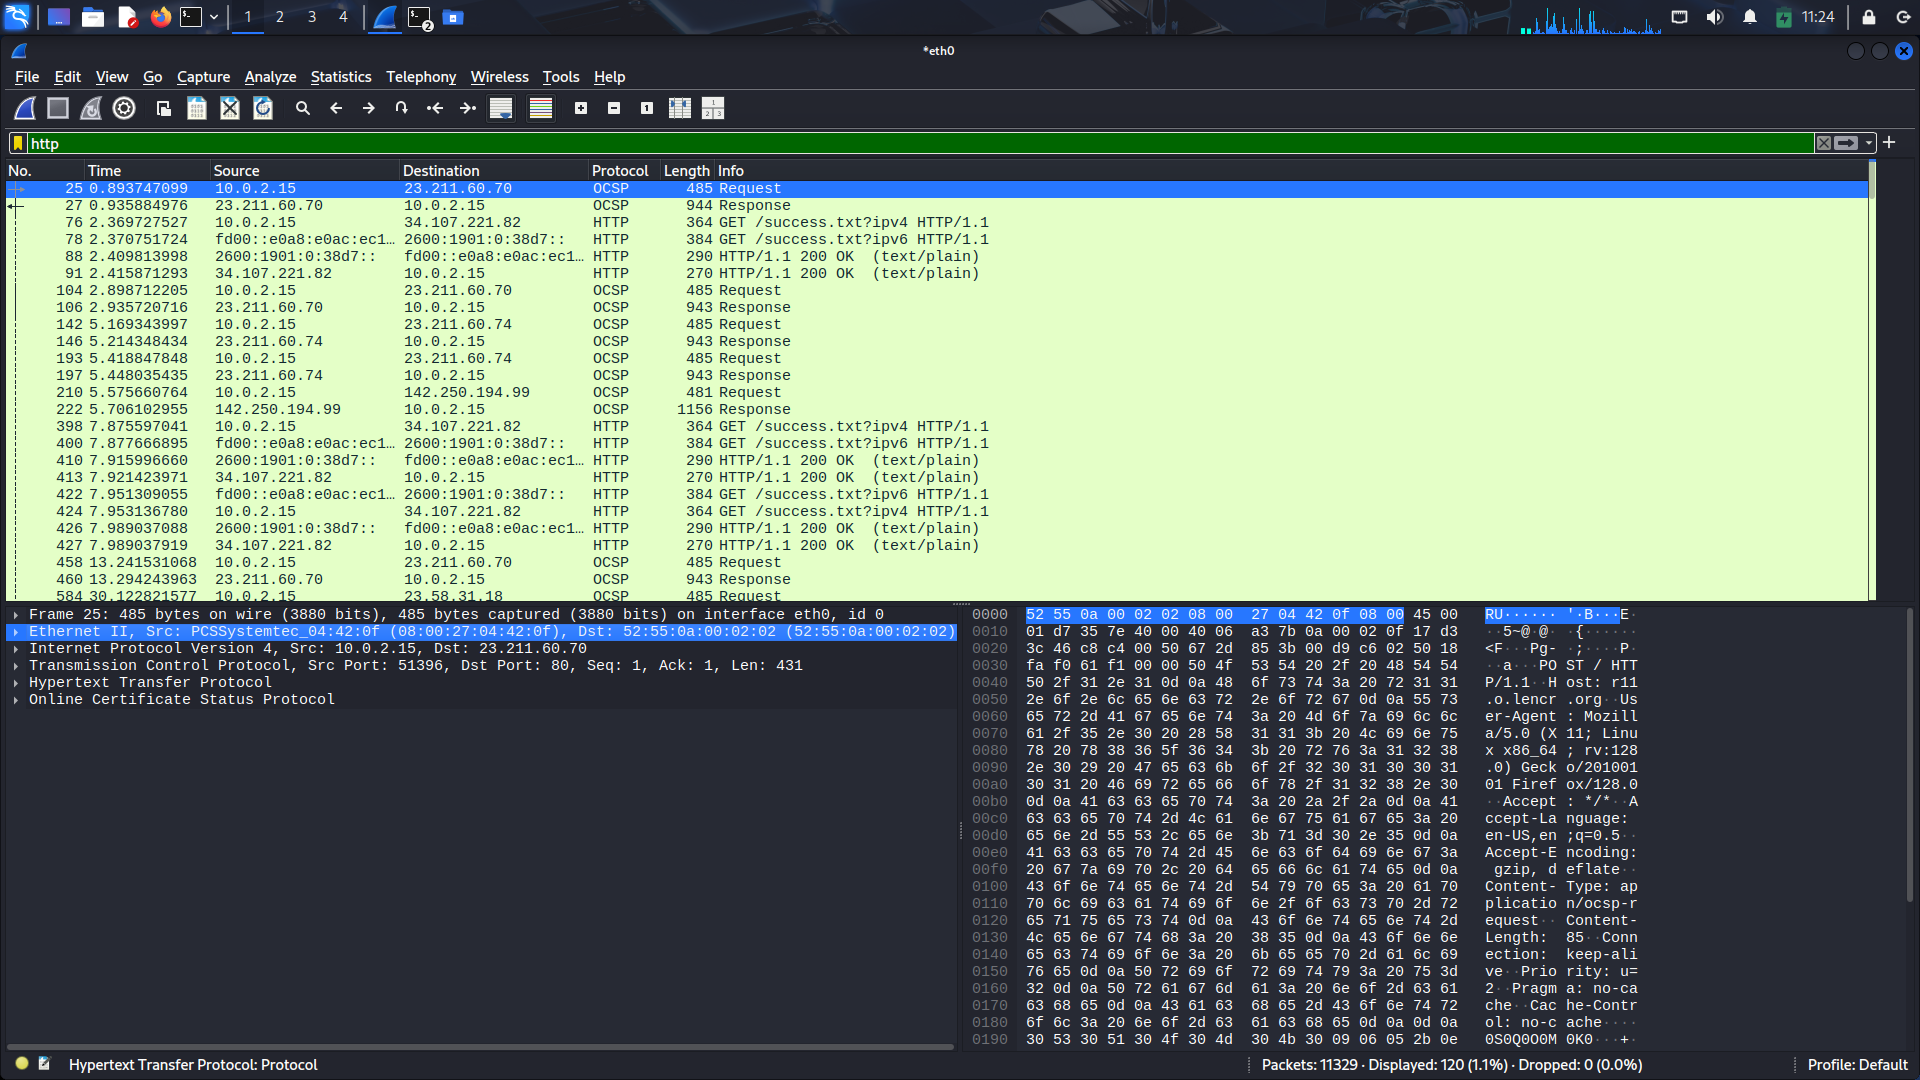 1 2 3 4 2 11:24
*eth0
File Edit View Go Capture Analyze Statistics Telephony Wireless Tools Help
http
No. Time Source Destination Protocol Length Info
25 0.893747099 10.0.2.15 23.211.60.70 OCSP 485 Request
27 0.935884976 23.211.60.70 10.0.2.15 OCSP 944 Response
76 2.369727527 10.0.2.15 34.107.221.82 HTTP 364 GET /success.txt?ipv4 HTTP/1.1
78 2.370751724 fd00::e0a8:e0ac:ec1… 2600:1901:0:38d7:: HTTP 384 GET /success.txt?ipv6 HTTP/1.1
88 2.409813998 2600:1901:0:38d7:: fd00::e0a8:e0ac:ec1… HTTP 290 HTTP/1.1 200 OK  (text/plain)
91 2.415871293 34.107.221.82 10.0.2.15 HTTP 270 HTTP/1.1 200 OK  (text/plain)
104 2.898712205 10.0.2.15 23.211.60.70 OCSP 485 Request
106 2.935720716 23.211.60.70 10.0.2.15 OCSP 943 Response
142 5.169343997 10.0.2.15 23.211.60.74 OCSP 485 Request
146 5.214348434 23.211.60.74 10.0.2.15 OCSP 943 Response
193 5.418847848 10.0.2.15 23.211.60.74 OCSP 485 Request
197 5.448035435 23.211.60.74 10.0.2.15 OCSP 943 Response
210 5.575660764 10.0.2.15 142.250.194.99 OCSP 481 Request
222 5.706102955 142.250.194.99 10.0.2.15 OCSP 1156 Response
398 7.875597041 10.0.2.15 34.107.221.82 HTTP 364 GET /success.txt?ipv4 HTTP/1.1
400 7.877666895 fd00::e0a8:e0ac:ec1… 2600:1901:0:38d7:: HTTP 384 GET /success.txt?ipv6 HTTP/1.1
410 7.915996660 2600:1901:0:38d7:: fd00::e0a8:e0ac:ec1… HTTP 290 HTTP/1.1 200 OK  (text/plain)
413 7.921423971 34.107.221.82 10.0.2.15 HTTP 270 HTTP/1.1 200 OK  (text/plain)
422 7.951309055 fd00::e0a8:e0ac:ec1… 2600:1901:0:38d7:: HTTP 384 GET /success.txt?ipv6 HTTP/1.1
424 7.953136780 10.0.2.15 34.107.221.82 HTTP 364 GET /success.txt?ipv4 HTTP/1.1
426 7.989037088 2600:1901:0:38d7:: fd00::e0a8:e0ac:ec1… HTTP 290 HTTP/1.1 200 OK  (text/plain)
427 7.989037919 34.107.221.82 10.0.2.15 HTTP 270 HTTP/1.1 200 OK  (text/plain)
458 13.241531068 10.0.2.15 23.211.60.70 OCSP 485 Request
460 13.294243963 23.211.60.70 10.0.2.15 OCSP 943 Response
584 30.122821577 10.0.2.15 23.58.31.18 OCSP 485 Request
Frame 25: 485 bytes on wire (3880 bits), 485 bytes captured (3880 bits) on interface eth0, id 0
Ethernet II, Src: PCSSystemtec_04:42:0f (08:00:27:04:42:0f), Dst: 52:55:0a:00:02:02 (52:55:0a:00:02:02)
Internet Protocol Version 4, Src: 10.0.2.15, Dst: 23.211.60.70
Transmission Control Protocol, Src Port: 51396, Dst Port: 80, Seq: 1, Ack: 1, Len: 431
Hypertext Transfer Protocol
Online Certificate Status Protocol
0000 52 55 0a 00 02 02 08 00 27 04 42 0f 08 00 45 00 RU······ '·B···E·
0010 01 d7 35 7e 40 00 40 06 a3 7b 0a 00 02 0f 17 d3 ··5~@·@· ·{······
0020 3c 46 c8 c4 00 50 67 2d 85 3b 00 d9 c6 02 50 18 <F···Pg- ·;····P·
0030 fa f0 61 f1 00 00 50 4f 53 54 20 2f 20 48 54 54 ··a···PO ST / HTT
0040 50 2f 31 2e 31 0d 0a 48 6f 73 74 3a 20 72 31 31 P/1.1··H ost: r11
0050 2e 6f 2e 6c 65 6e 63 72 2e 6f 72 67 0d 0a 55 73 .o.lencr .org··Us
0060 65 72 2d 41 67 65 6e 74 3a 20 4d 6f 7a 69 6c 6c er-Agent : Mozill
0070 61 2f 35 2e 30 20 28 58 31 31 3b 20 4c 69 6e 75 a/5.0 (X 11; Linu
0080 78 20 78 38 36 5f 36 34 3b 20 72 76 3a 31 32 38 x x86_64 ; rv:128
0090 2e 30 29 20 47 65 63 6b 6f 2f 32 30 31 30 30 31 .0) Geck o/201001
00a0 30 31 20 46 69 72 65 66 6f 78 2f 31 32 38 2e 30 01 Firef ox/128.0
00b0 0d 0a 41 63 63 65 70 74 3a 20 2a 2f 2a 0d 0a 41 ··Accept : */*··A
00c0 63 63 65 70 74 2d 4c 61 6e 67 75 61 67 65 3a 20 ccept-La nguage:
00d0 65 6e 2d 55 53 2c 65 6e 3b 71 3d 30 2e 35 0d 0a en-US,en ;q=0.5··
00e0 41 63 63 65 70 74 2d 45 6e 63 6f 64 69 6e 67 3a Accept-E ncoding:
00f0 20 67 7a 69 70 2c 20 64 65 66 6c 61 74 65 0d 0a  gzip, d eflate··
0100 43 6f 6e 74 65 6e 74 2d 54 79 70 65 3a 20 61 70 Content- Type: ap
0110 70 6c 69 63 61 74 69 6f 6e 2f 6f 63 73 70 2d 72 plicatio n/ocsp-r
0120 65 71 75 65 73 74 0d 0a 43 6f 6e 74 65 6e 74 2d equest·· Content-
0130 4c 65 6e 67 74 68 3a 20 38 35 0d 0a 43 6f 6e 6e Length:  85··Conn
0140 65 63 74 69 6f 6e 3a 20 6b 65 65 70 2d 61 6c 69 ection:  keep-ali
0150 76 65 0d 0a 50 72 69 6f 72 69 74 79 3a 20 75 3d ve··Prio rity: u=
0160 32 0d 0a 50 72 61 67 6d 61 3a 20 6e 6f 2d 63 61 2··Pragm a: no-ca
0170 63 68 65 0d 0a 43 61 63 68 65 2d 43 6f 6e 74 72 che··Cac he-Contr
0180 6f 6c 3a 20 6e 6f 2d 63 61 63 68 65 0d 0a 0d 0a ol: no-c ache····
0190 30 53 30 51 30 4f 30 4d 30 4b 30 09 06 05 2b 0e 0S0Q0O0M 0K0···+·
Hypertext Transfer Protocol: Protocol Packets: 11329 · Displayed: 120 (1.1%) · Dropped: 0 (0.0%) Profile: Default